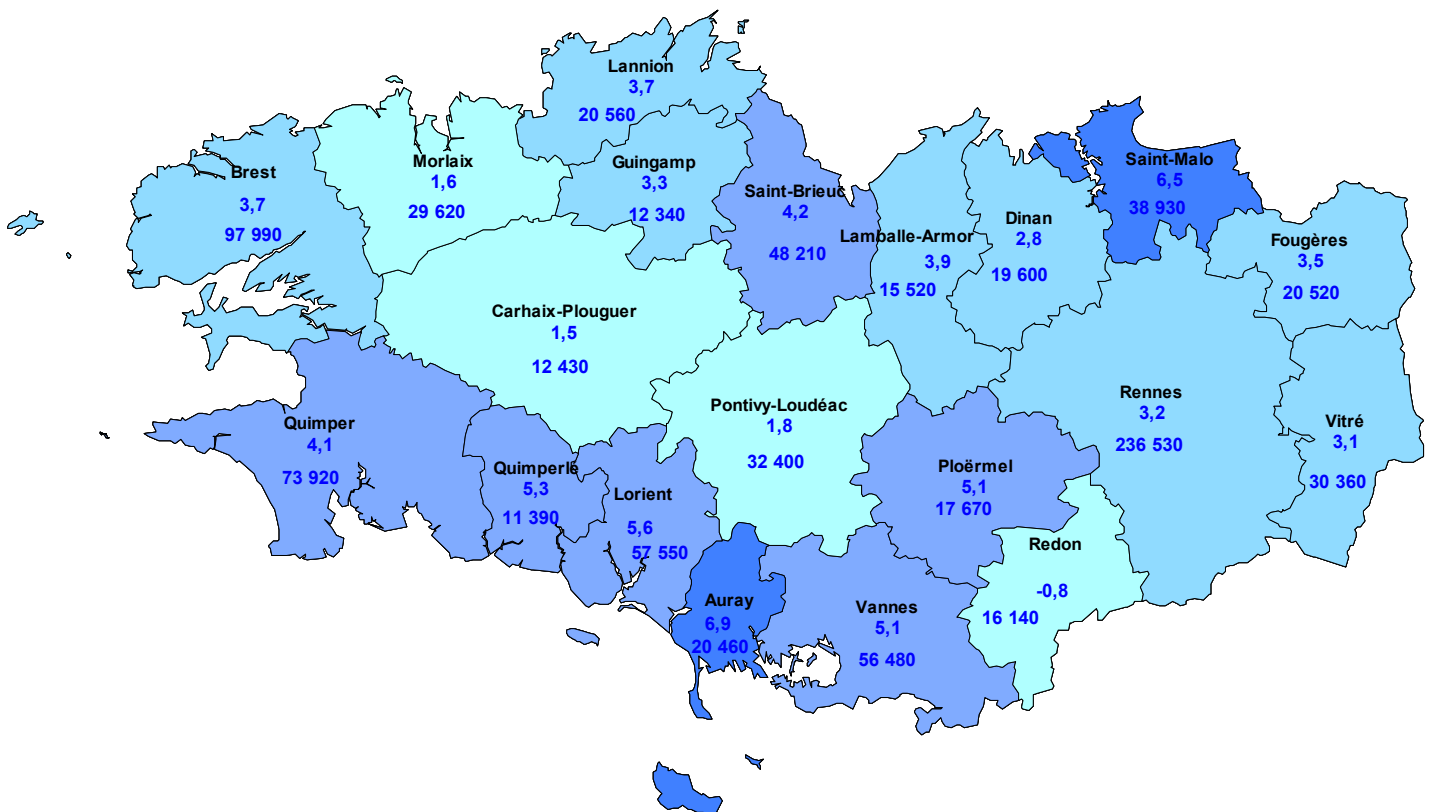 Lannion
3,7
20 560
Morlaix
1,6
29 620
Guingamp
3,3
12 340
Brest
3,7
97 990
Saint-Brieuc
4,2
48 210
Lamballe-Armor
3,9
15 520
Dinan
2,8
19 600
Saint-Malo
6,5
38 930
Fougères
3,5
20 520
Carhaix-Plouguer
1,5
12 430
Pontivy-Loudéac
1,8
32 400
Rennes
3,2
236 530
Vitré
3,1
30 360
Quimper
4,1
73 920
Quimperlé
5,3
11 390
Lorient
5,6
57 550
Ploërmel
5,1
17 670
Redon
-0,8
16 140
Auray
6,9
20 460
Vannes
5,1
56 480